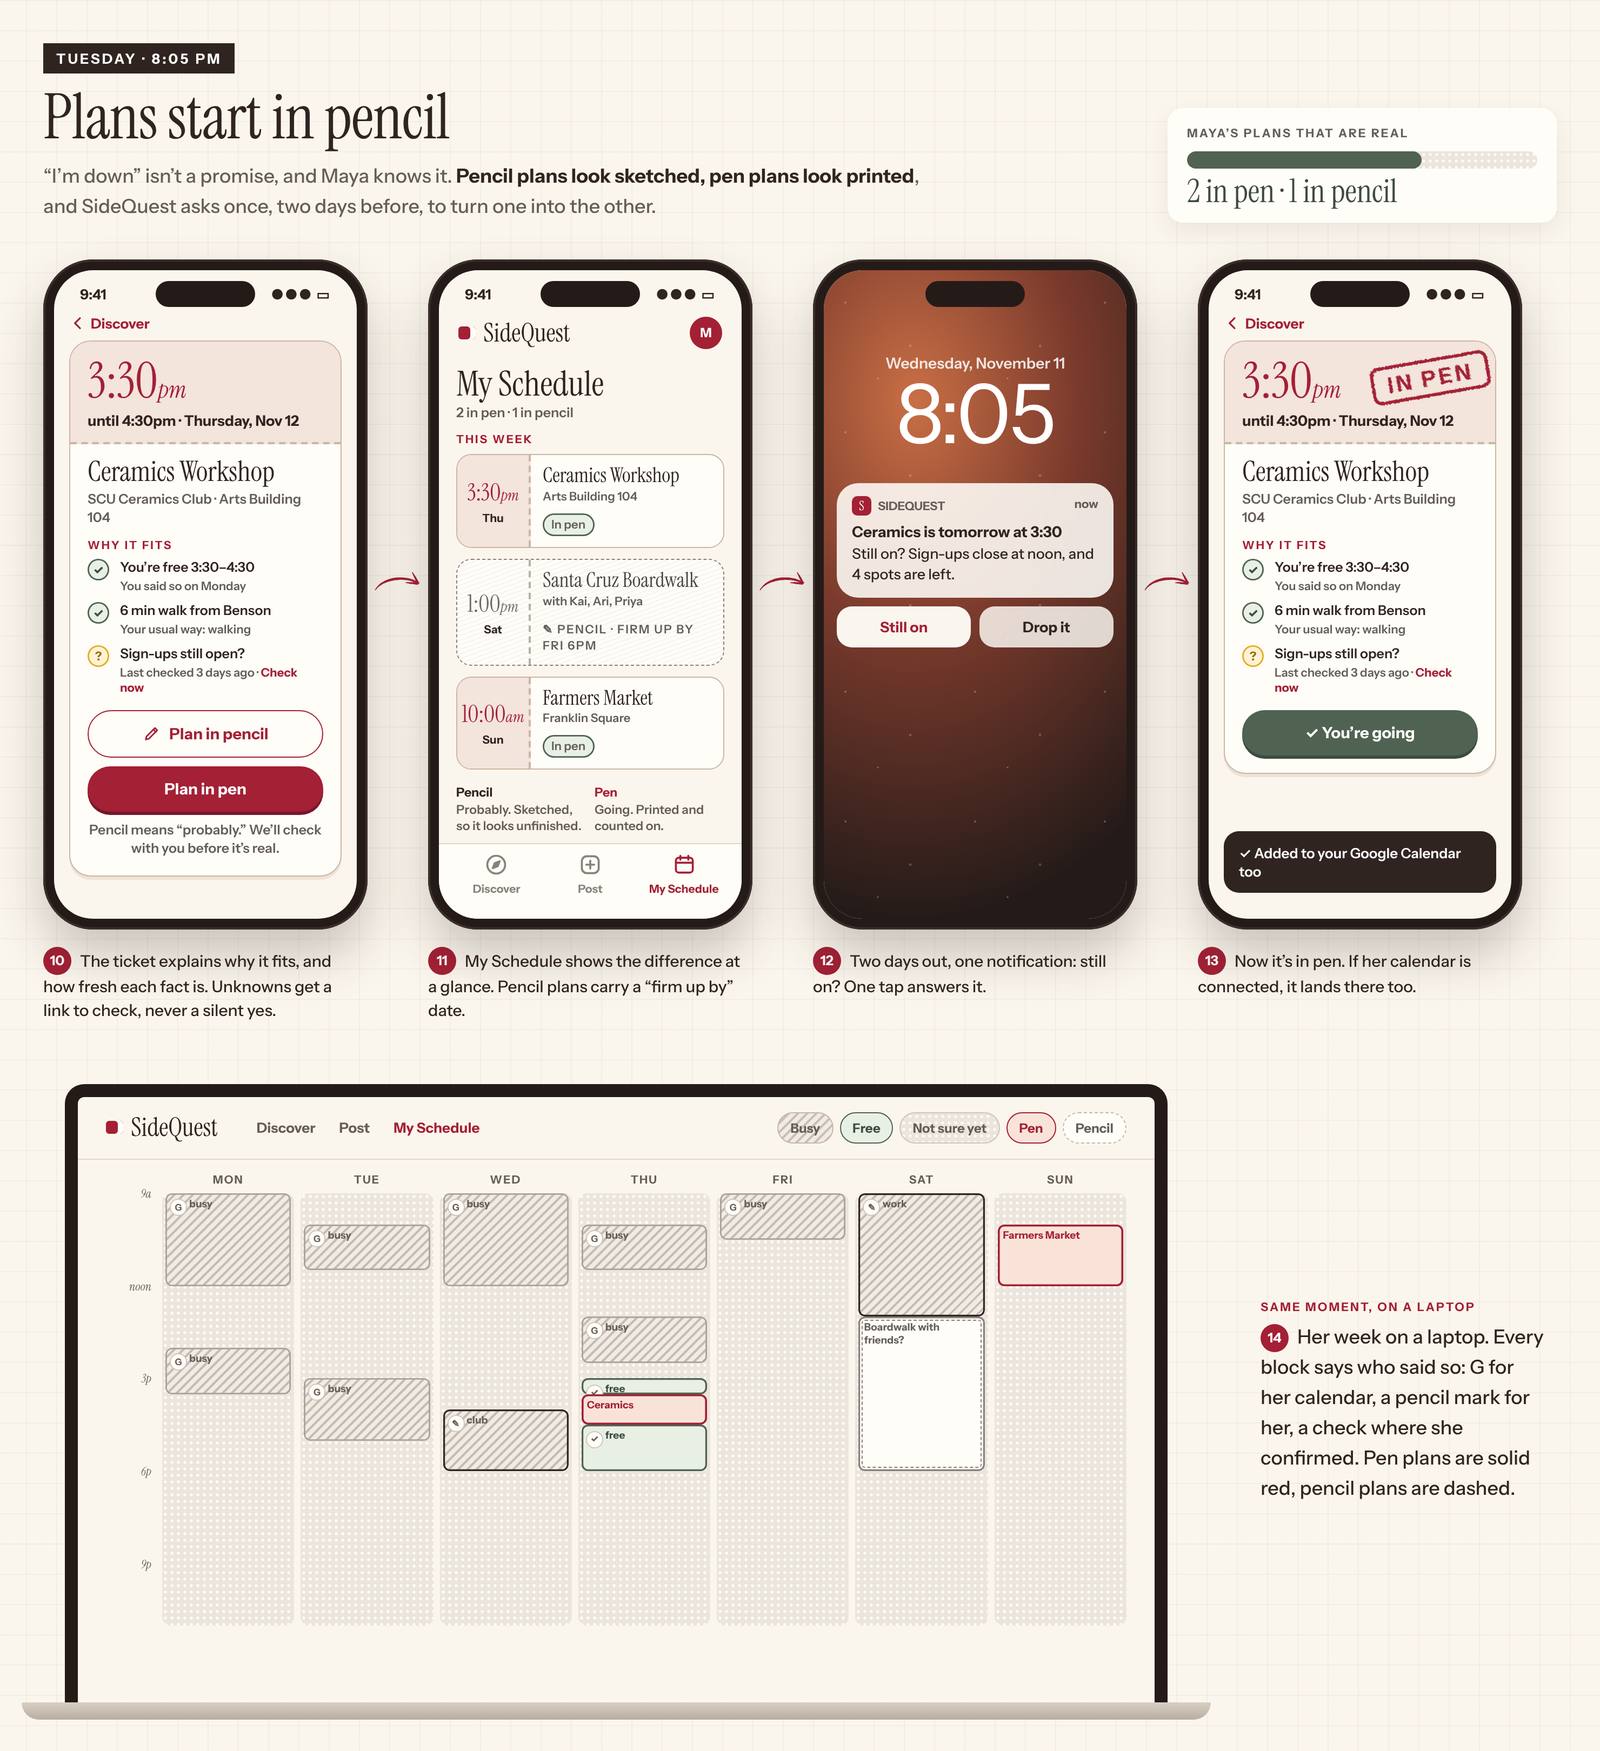 TUESDAY · 8:05 PM
Plans start in pencil
“I’m down” isn’t a promise, and Maya knows it. Pencil plans look sketched, pen plans look printed,
and SideQuest asks once, two days before, to turn one into the other.
MAYA’S PLANS THAT ARE REAL
2 in pen · 1 in pencil
9:41
Discover
3:30pm
until 4:30pm · Thursday, Nov 12
Ceramics Workshop
SCU Ceramics Club · Arts Building
104
WHY IT FITS
You’re free 3:30–4:30
You said so on Monday
6 min walk from Benson
Your usual way: walking
?
Sign-ups still open?
Last checked 3 days ago · Check
now
Plan in pencil
Plan in pen
Pencil means “probably.” We’ll check
with you before it’s real.
9:41
SideQuest
M
My Schedule
2 in pen · 1 in pencil
THIS WEEK
3:30pm
Thu
Ceramics Workshop
Arts Building 104
In pen
1:00pm
Sat
Santa Cruz Boardwalk
with Kai, Ari, Priya
✎ PENCIL · FIRM UP BY
FRI 6PM
10:00am
Sun
Farmers Market
Franklin Square
In pen
Pencil
Probably. Sketched,
so it looks unfinished.
Pen
Going. Printed and
counted on.
Discover
Post
My Schedule
Wednesday, November 11
8:05
S
SIDEQUEST
now
Ceramics is tomorrow at 3:30
Still on? Sign-ups close at noon, and
4 spots are left.
Still on
Drop it
9:41
Discover
3:30pm
IN PEN
until 4:30pm · Thursday, Nov 12
Ceramics Workshop
SCU Ceramics Club · Arts Building
104
WHY IT FITS
You’re free 3:30–4:30
You said so on Monday
6 min walk from Benson
Your usual way: walking
?
Sign-ups still open?
Last checked 3 days ago · Check
now
✓ You’re going
✓ Added to your Google Calendar
too
10 The ticket explains why it fits, and
how fresh each fact is. Unknowns get a
link to check, never a silent yes.
11 My Schedule shows the difference at
a glance. Pencil plans carry a “firm up by”
date.
12 Two days out, one notification: still
on? One tap answers it.
13 Now it’s in pen. If her calendar is
connected, it lands there too.
SideQuest
Discover
Post
My Schedule
Busy
Free
Not sure yet
Pen
Pencil
MON
TUE
WED
THU
FRI
SAT
SUN
9a
noon
3p
6p
9p
G busy
G busy
G busy
G busy
G busy
✎ club
G busy
G busy
✓ free
Ceramics
✓ free
G busy
✎ work
Boardwalk with
friends?
Farmers Market
SAME MOMENT, ON A LAPTOP
14 Her week on a laptop. Every
block says who said so: G for
her calendar, a pencil mark for
her, a check where she
confirmed. Pen plans are solid
red, pencil plans are dashed.